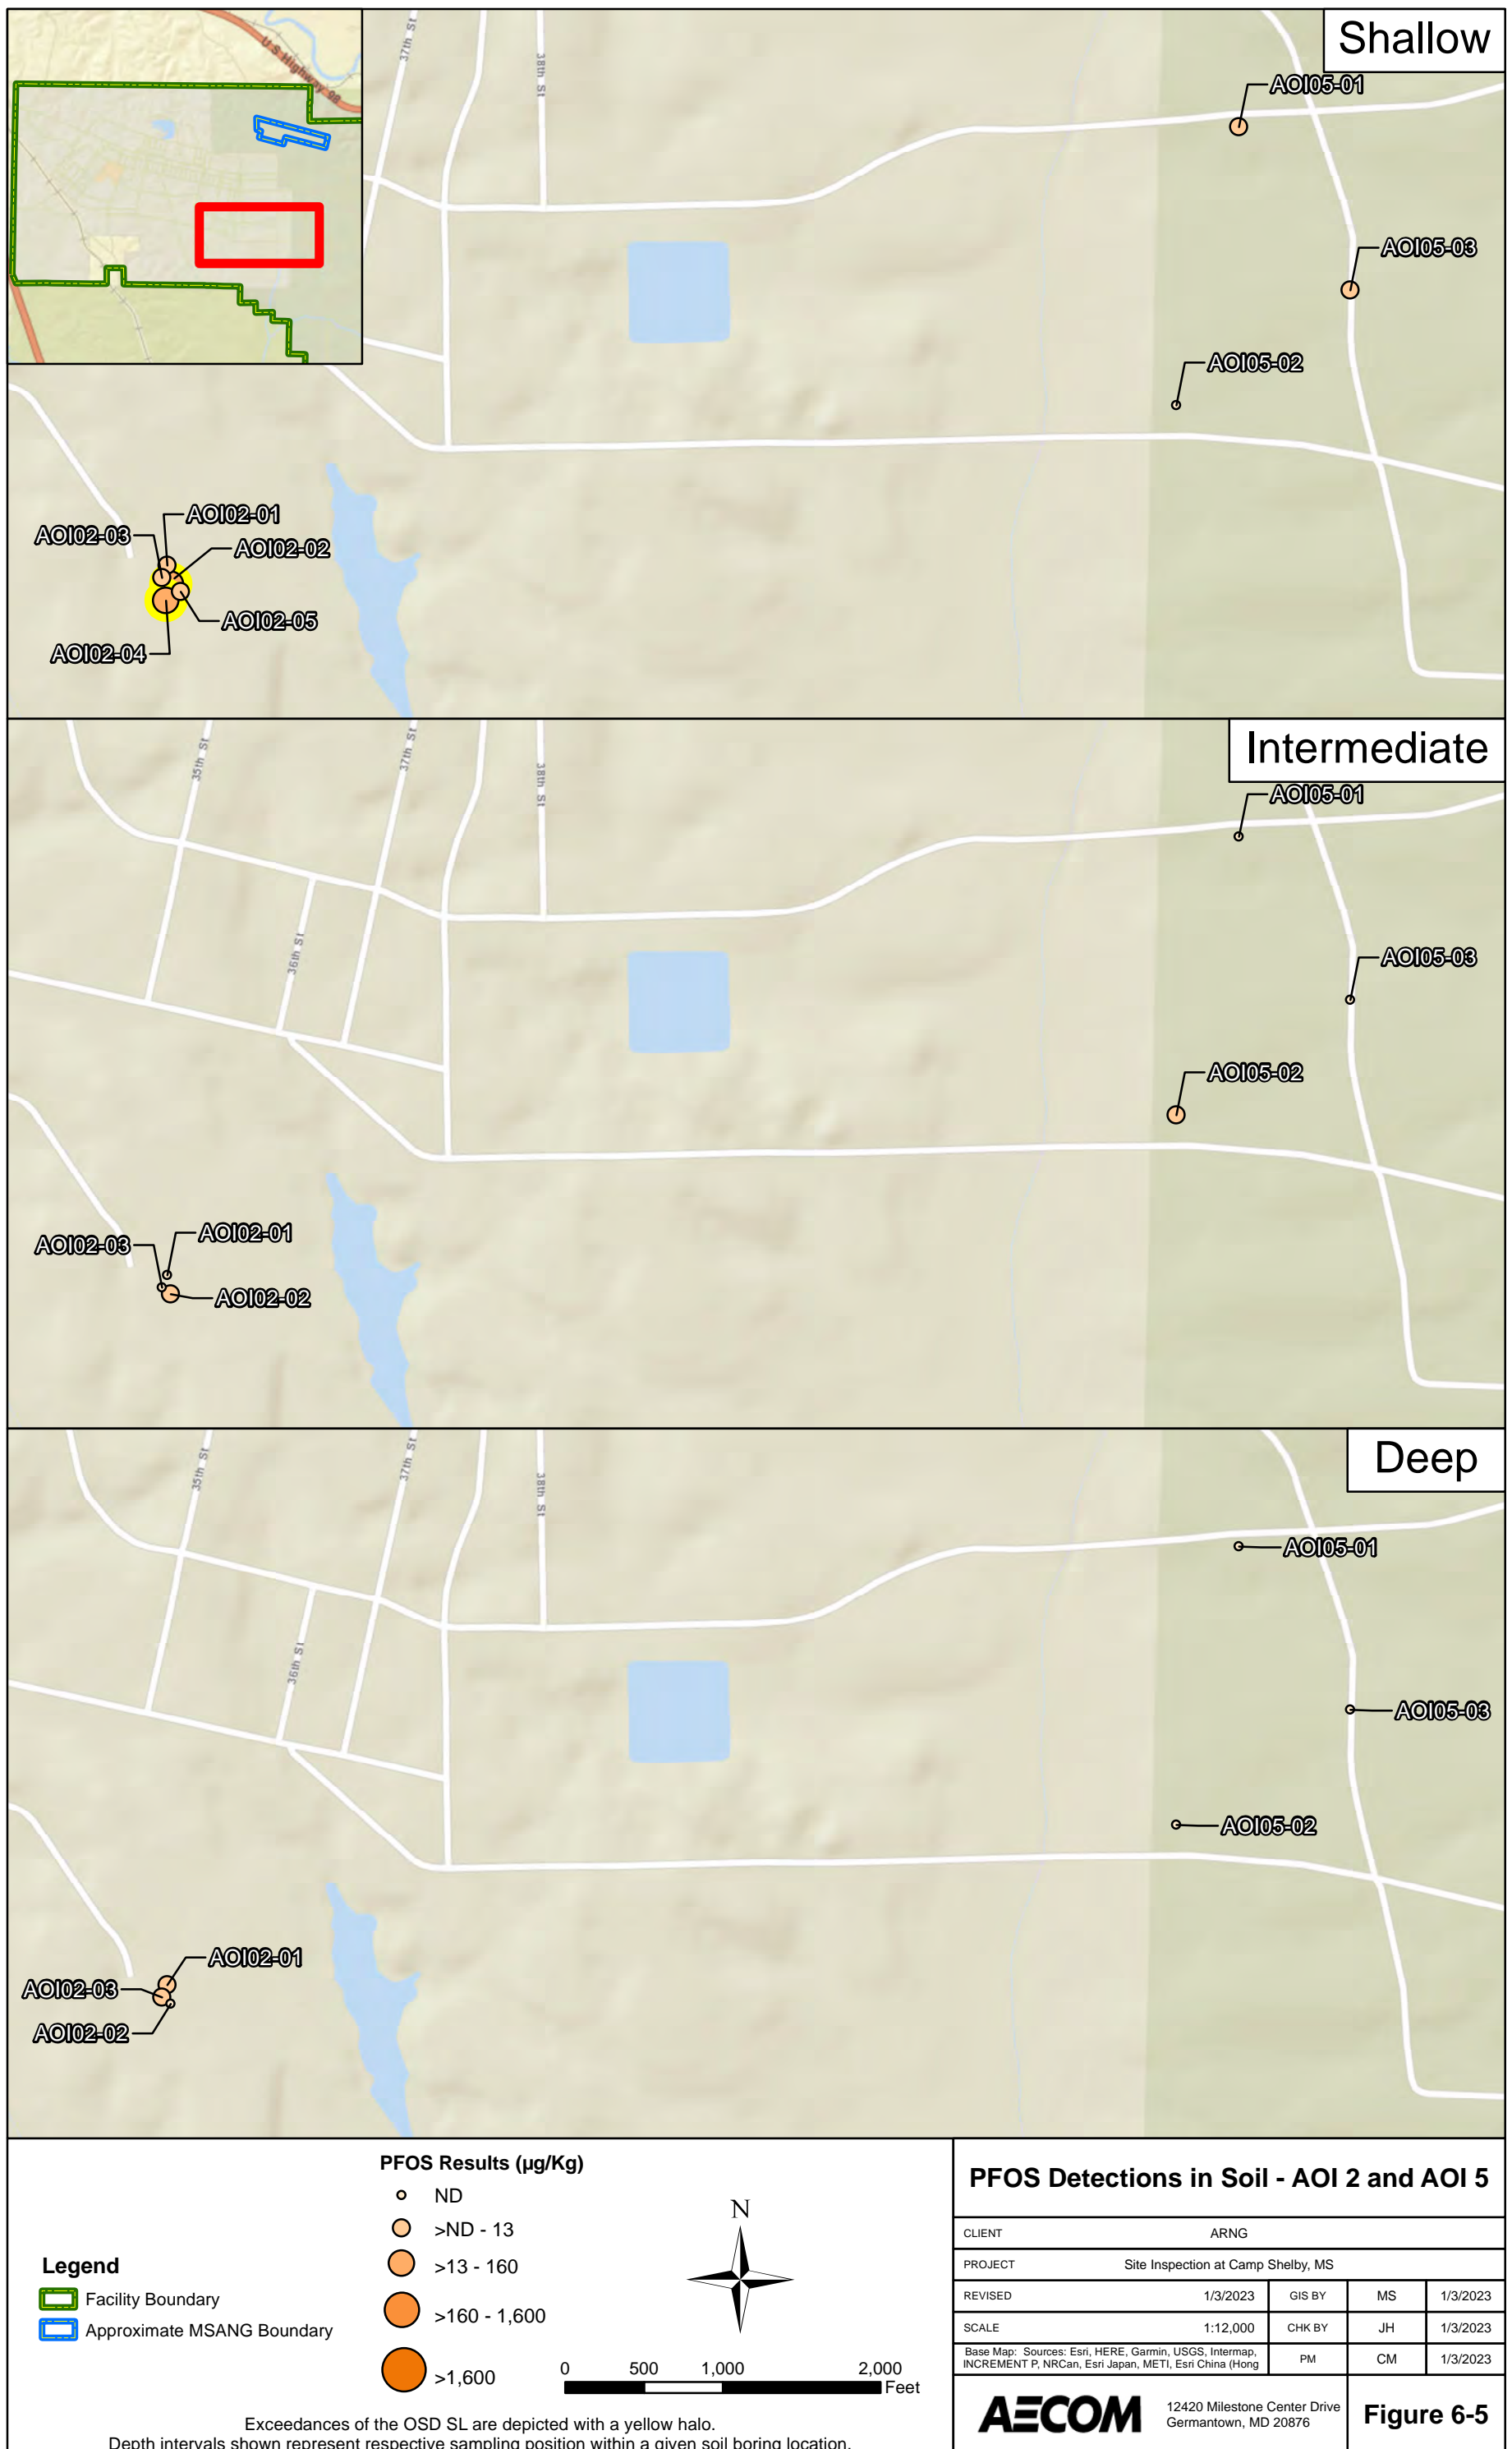 Shallow
U S Highway 98
37th St
38th St
AOI05-01
AOI05-03
AOI05-02
AOI02-01
AOI02-03
AOI02-02
AOI02-05
AOI02-04
Intermediate
35th St
37th St
38th St
36th St
AOI05-01
AOI05-03
AOI05-02
AOI02-01
AOI02-03
AOI02-02
Deep
35th St
37th St
38th St
36th St
AOI05-01
AOI05-03
AOI05-02
AOI02-01
AOI02-03
AOI02-02
Legend
Facility Boundary
Approximate MSANG Boundary
PFOS Results (µg/Kg)
ND
>ND - 13
>13 - 160
>160 - 1,600
>1,600
N
0 500 1,000 2,000
Feet
Exceedances of the OSD SL are depicted with a yellow halo.
Depth intervals shown represent respective sampling position within a given soil boring location.
PFOS Detections in Soil - AOI 2 and AOI 5
CLIENT ARNG
PROJECT Site Inspection at Camp Shelby, MS
REVISED 1/3/2023 GIS BY MS 1/3/2023
SCALE 1:12,000 CHK BY JH 1/3/2023
Base Map: Sources: Esri, HERE, Garmin, USGS, Intermap,
INCREMENT P, NRCan, Esri Japan, METI, Esri China (Hong
PM CM 1/3/2023
AECOM
12420 Milestone Center Drive
Germantown, MD 20876
Figure 6-5